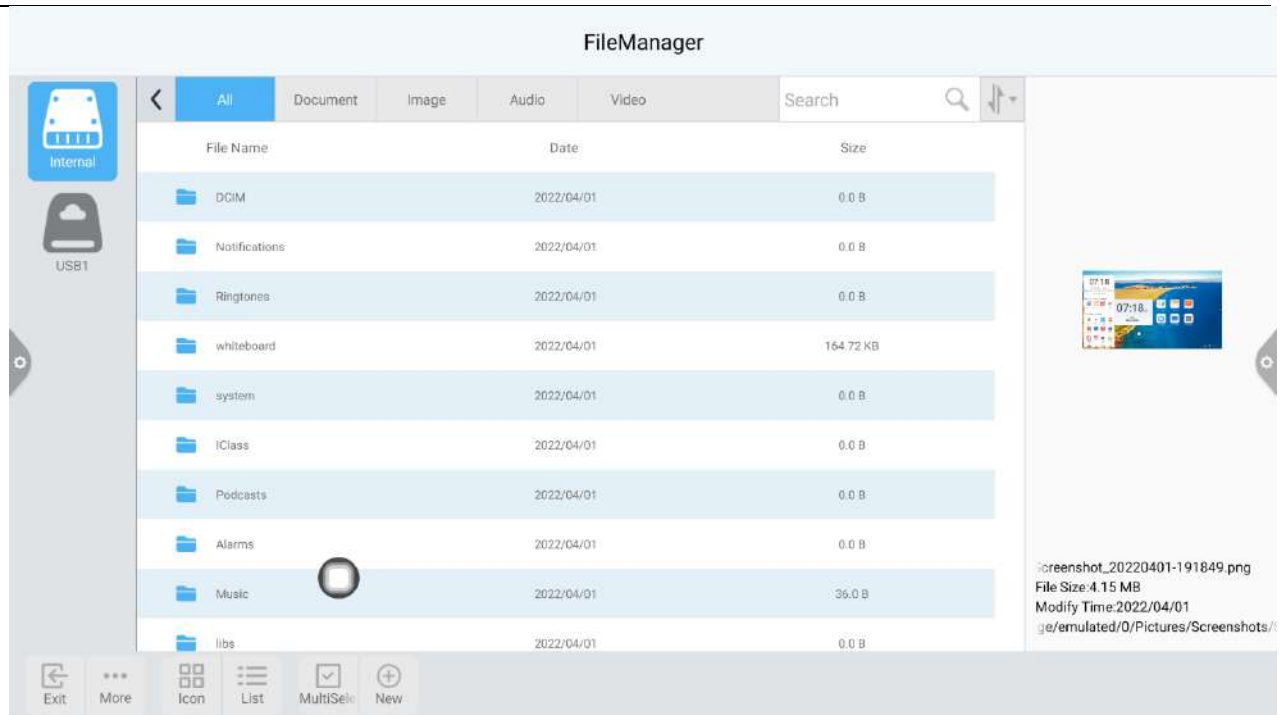 FileManager
Internal
USB1
All Document Image Audio Video Search
File Name Date Size
DCIM 2022/04/01 0.0 B
Notifications 2022/04/01 0.0 B
Ringtones 2022/04/01 0.0 B
whiteboard 2022/04/01 164.72 KB
system 2022/04/01 0.0 B
IClass 2022/04/01 0.0 B
Podcasts 2022/04/01 0.0 B
Alarms 2022/04/01 0.0 B
Music 2022/04/01 36.0 B
libs 2022/04/01 0.0 B
07:18
07:18
Screenshot_20220401-191849.png
File Size:4.15 MB
Modify Time:2022/04/01
ge/emulated/0/Pictures/Screenshots/
Exit More Icon List MultiSele New